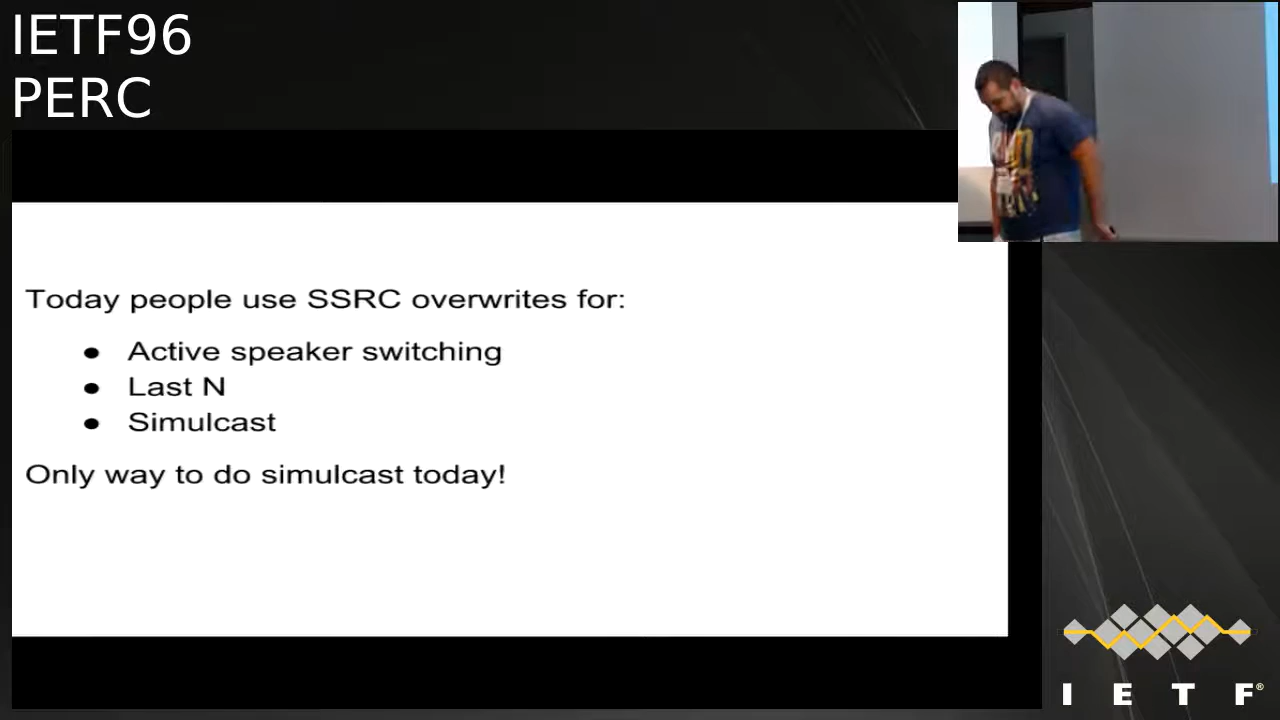 IETF96
PERC
Today people use SSRC overwrites for:
● Active speaker switching
● Last N
● Simulcast
Only way to do simulcast today!
I E T F®